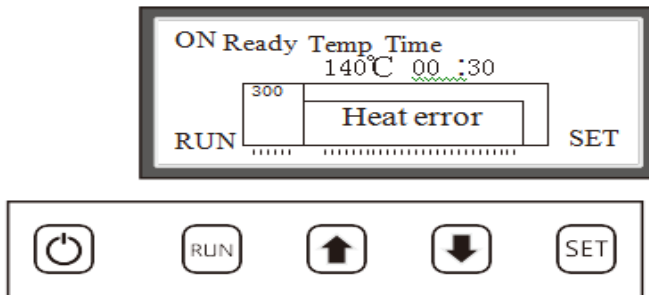 ON Ready Temp Time
140℃ 00 :30
300
Heat error
RUN SET
RUN SET